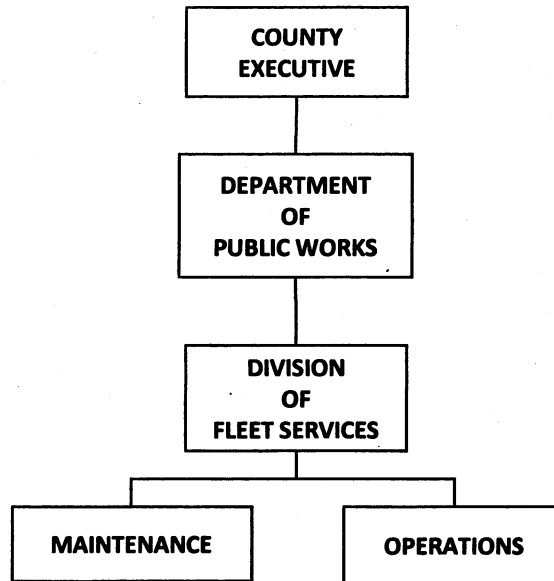 COUNTY
EXECUTIVE
DEPARTMENT
OF
PUBLIC WORKS
DIVISION
OF
FLEET SERVICES
MAINTENANCE
OPERATIONS